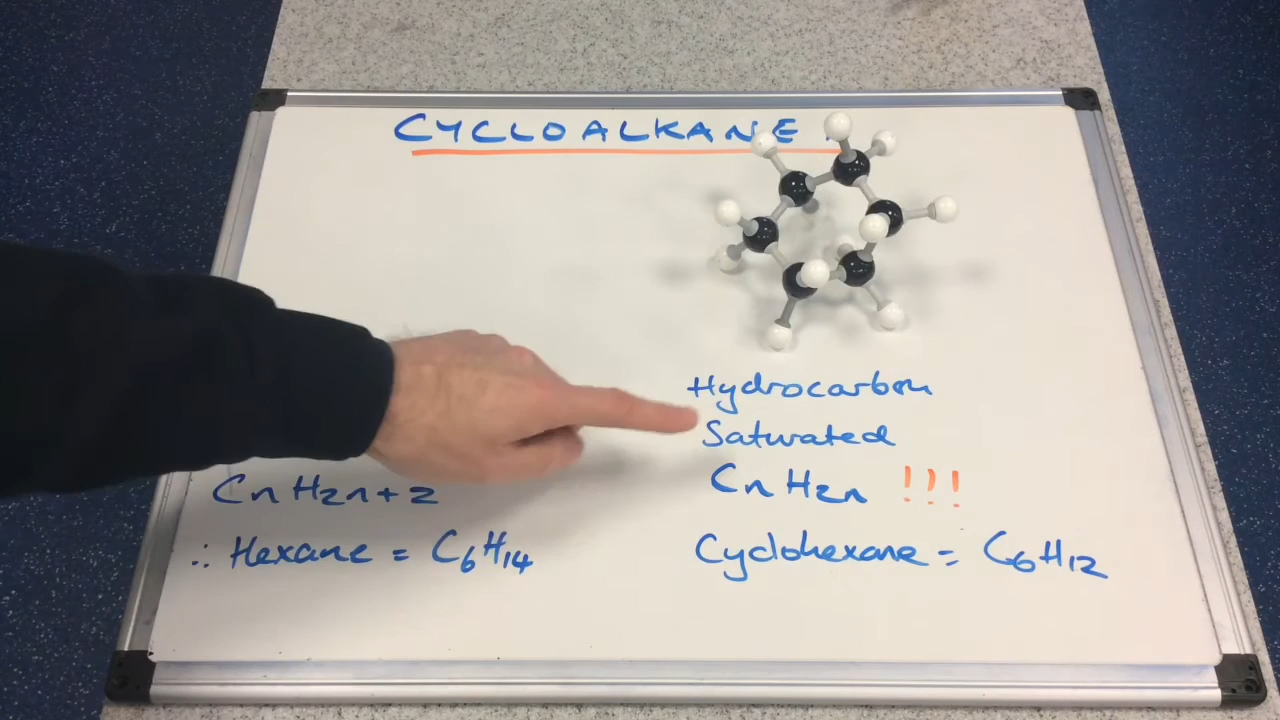 CYCLOALKANE
Hydrocarbon
Saturated
CnH2n+2
CnH2n !!!
∴ Hexane = C6H14
Cyclohexane = C6H12